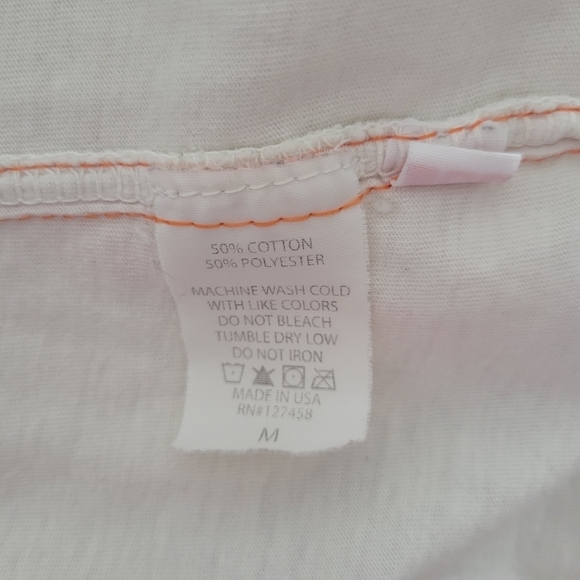 50% COTTON
50% POLYESTER
MACHINE WASH COLD
WITH LIKE COLORS
DO NOT BLEACH
TUMBLE DRY LOW
DO NOT IRON
MADE IN USA
RN#127458
M